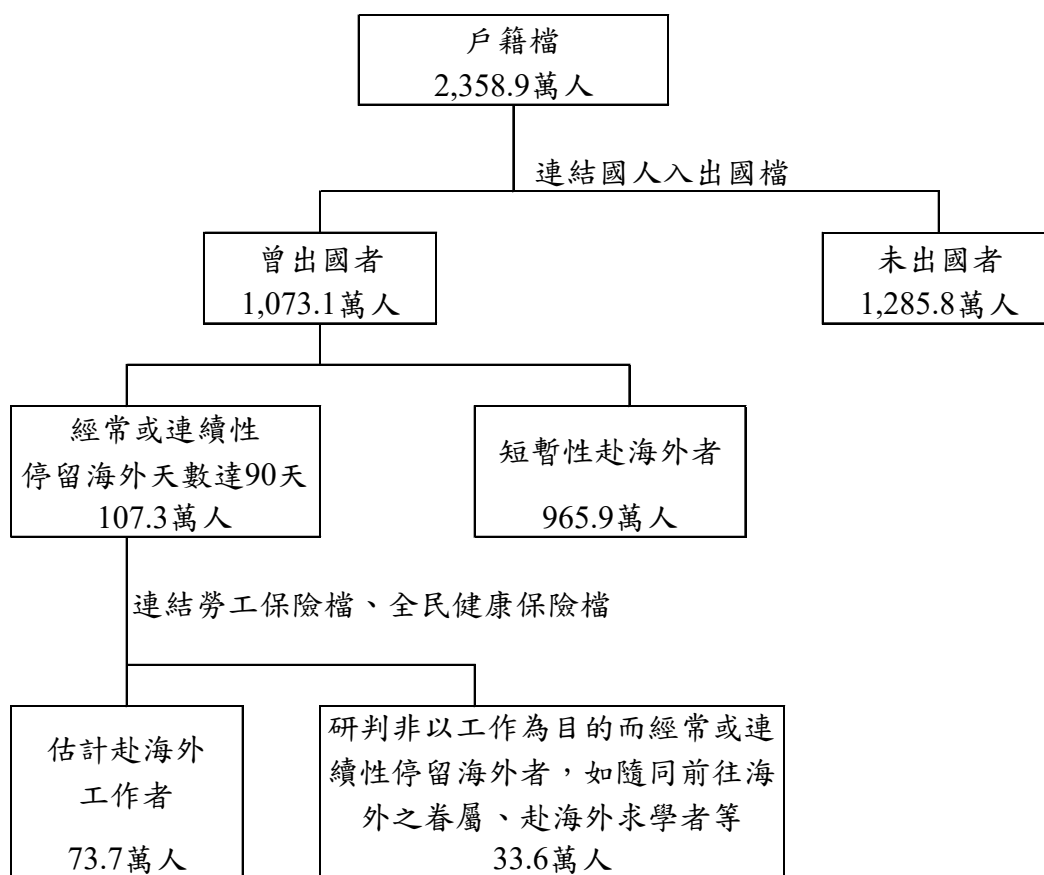 戶籍檔
2,358.9萬人
連結國人入出國檔
曾出國者
1,073.1萬人
未出國者
1,285.8萬人
經常或連續性
停留海外天數達90天
107.3萬人
短暫性赴海外者
965.9萬人
連結勞工保險檔、全民健康保險檔
估計赴海外
工作者
73.7萬人
研判非以工作為目的而經常或連
續性停留海外者，如隨同前往海
外之眷屬、赴海外求學者等
33.6萬人